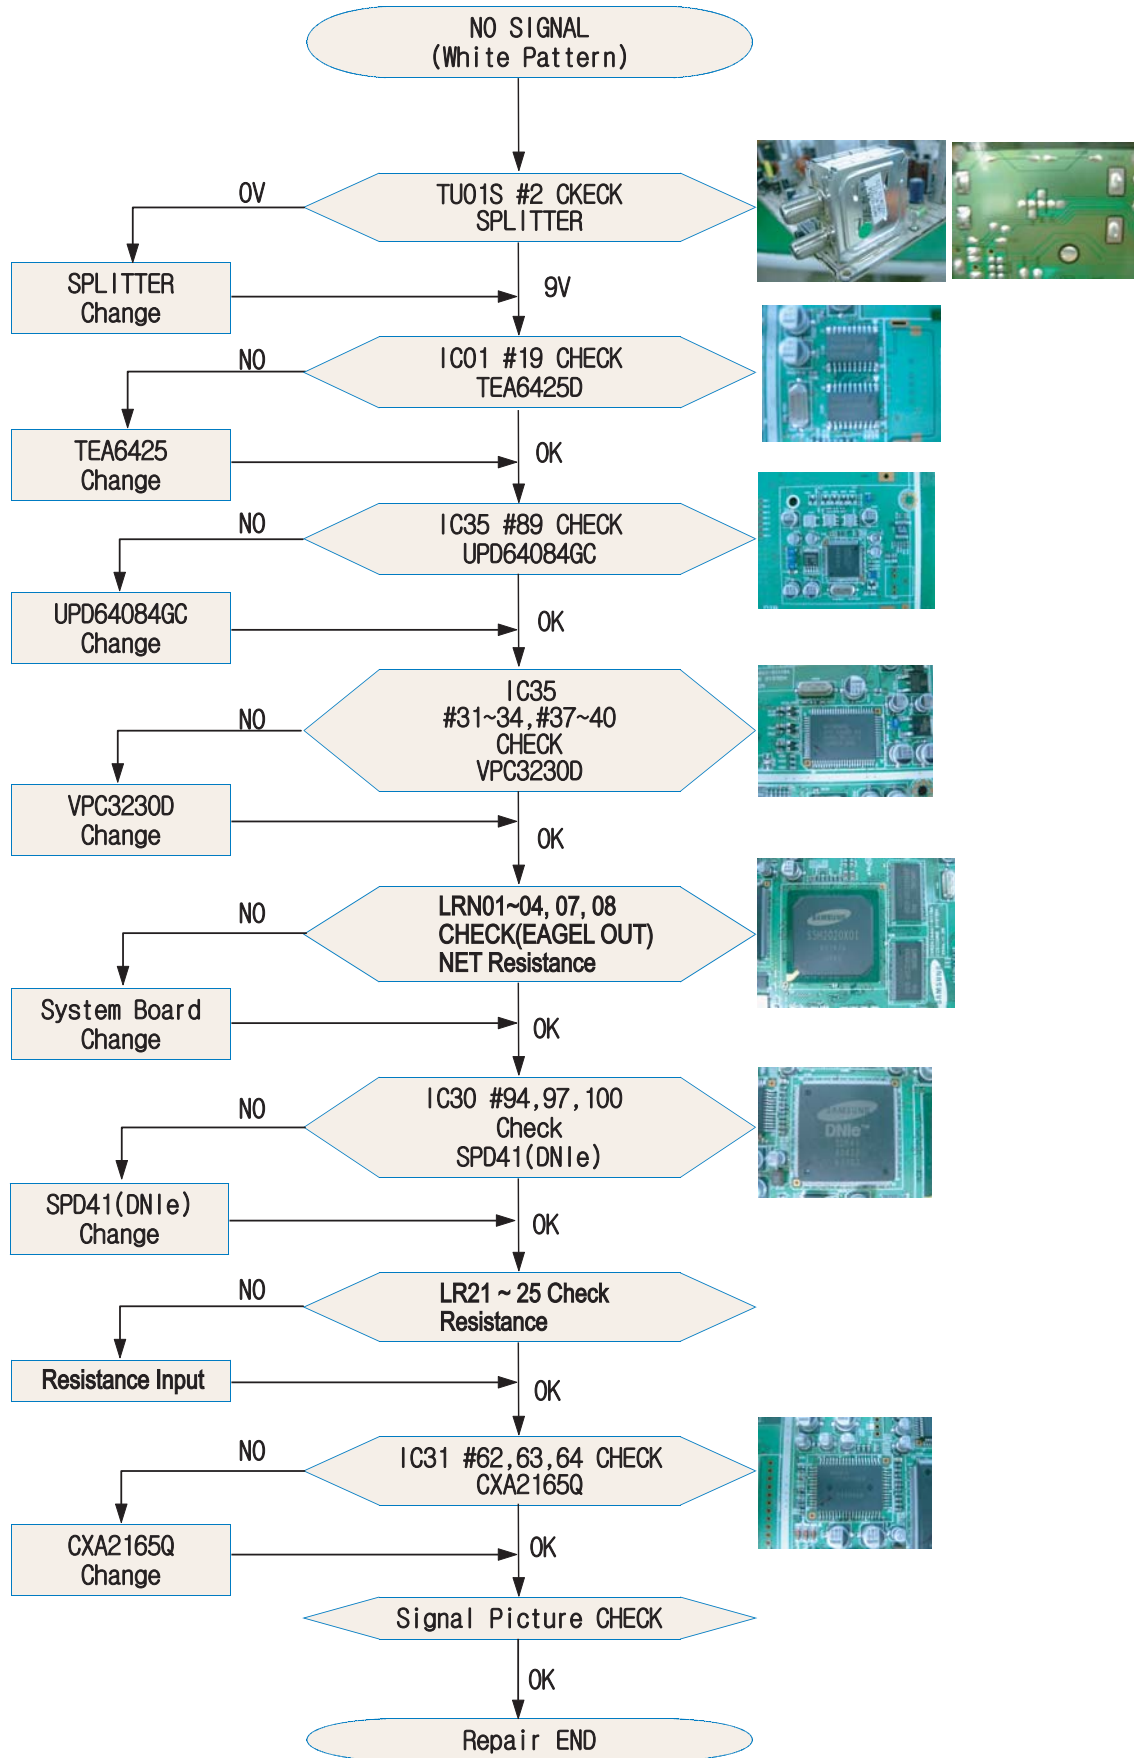 NO SIGNAL
(White Pattern)
TU01S #2 CKECK
SPLITTER
0V
SPLITTER
Change
9V
IC01 #19 CHECK
TEA6425D
NO
TEA6425
Change
OK
IC35 #89 CHECK
UPD64084GC
NO
UPD64084GC
Change
OK
IC35
#31~34,#37~40
CHECK
VPC3230D
NO
VPC3230D
Change
OK
LRN01~04, 07, 08
CHECK(EAGEL OUT)
NET Resistance
NO
SAMSUNG
SAMSUNG
System Board
Change
OK
IC30 #94,97,100
Check
SPD41(DNIe)
NO
SAMSUNG
DNIe™
SPD41(DNIe)
Change
OK
LR21 ~ 25 Check
Resistance
NO
Resistance Input
OK
IC31 #62,63,64 CHECK
CXA2165Q
NO
CXA2165Q
Change
OK
Signal Picture CHECK
OK
Repair END